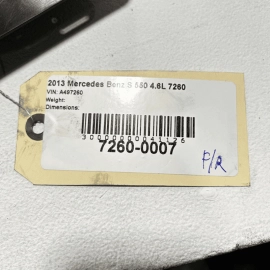 2013 Mercedes Benz S 550 4.6L 7260
VIN: A497260
Weight:
Dimensions:
7260-0007
P/R